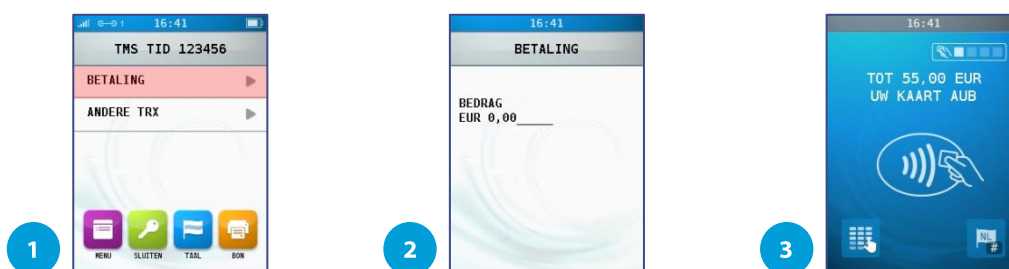 16:41
TMS TID 123456
BETALING
ANDERE TRX
MENU SLUITEN TAAL BON
1
16:41
BETALING
BEDRAG
EUR 0,00_____
2
16:41
TOT 55,00 EUR
UW KAART AUB
NL
#
3